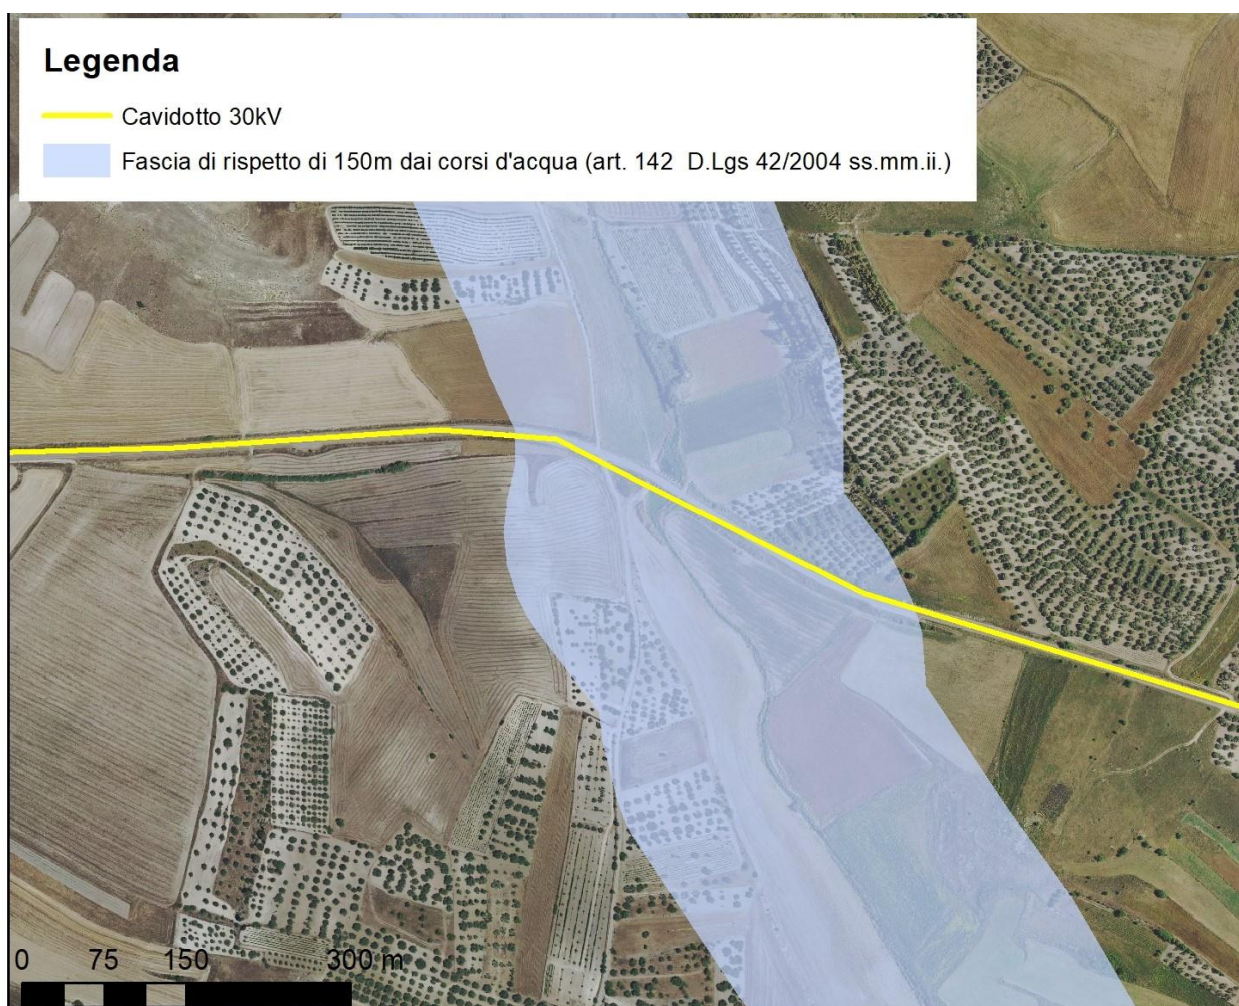 Legenda
Cavidotto 30kV
Fascia di rispetto di 150m dai corsi d'acqua (art. 142  D.Lgs 42/2004 ss.mm.ii.)
0 75 150 300 m